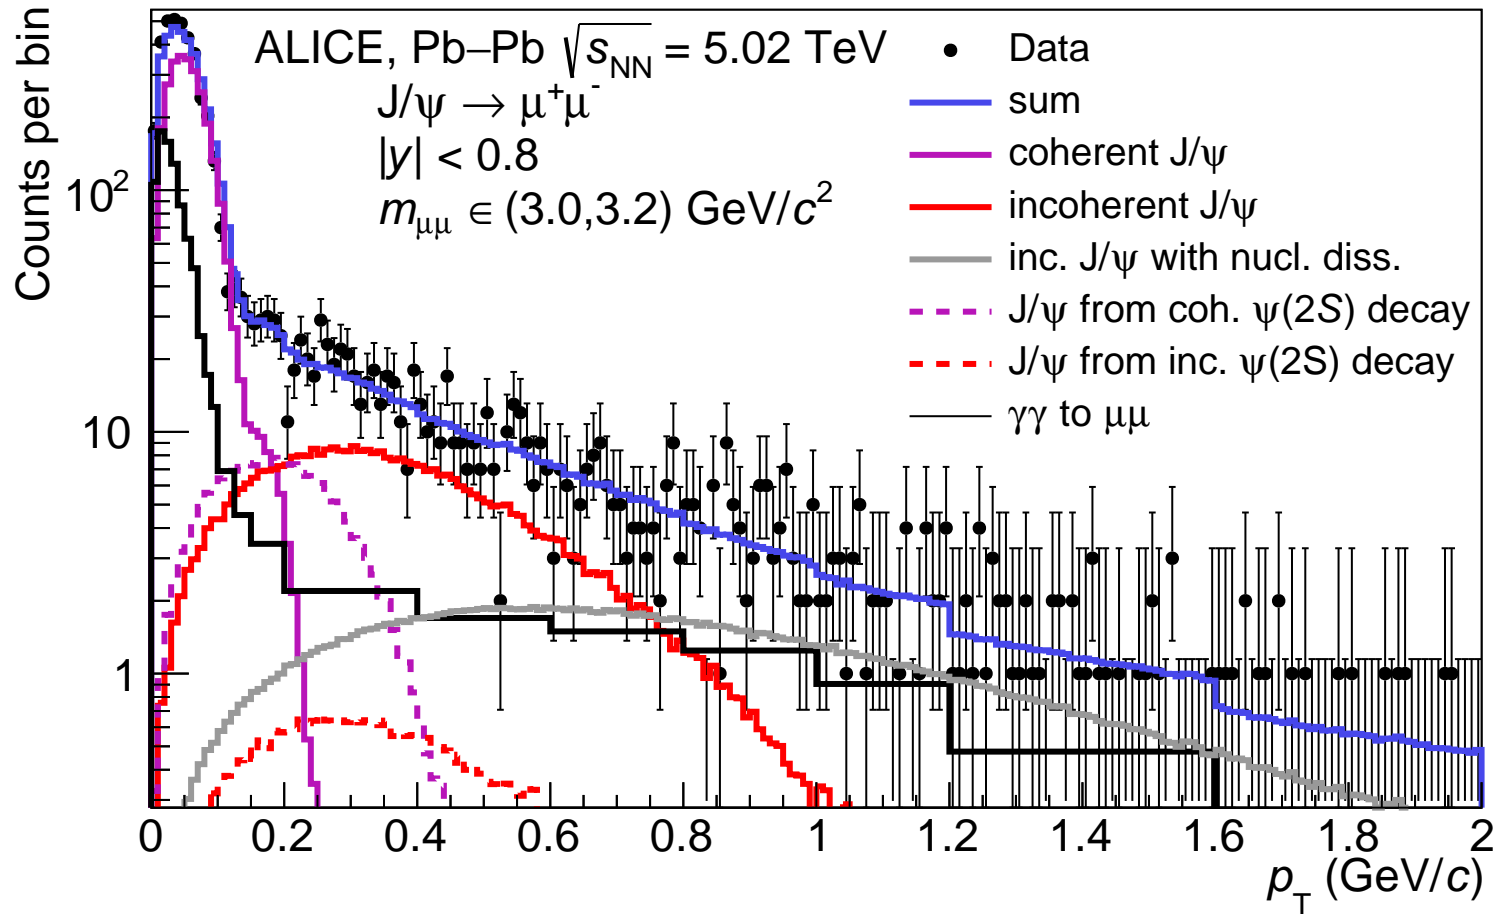 Counts per bin
ALICE, Pb–Pb √s_NN = 5.02 TeV
J/ψ → μ⁺μ⁻
|y| < 0.8
m_μμ ∈ (3.0,3.2) GeV/c²
Data
sum
coherent J/ψ
incoherent J/ψ
inc. J/ψ with nucl. diss.
J/ψ from coh. ψ(2S) decay
J/ψ from inc. ψ(2S) decay
γγ to μμ
10²
10
1
0 0.2 0.4 0.6 0.8 1 1.2 1.4 1.6 1.8 2
p_T (GeV/c)